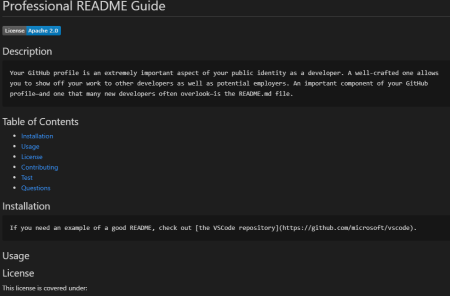 Professional README Guide
License Apache 2.0
Description
Your GitHub profile is an extremely important aspect of your public identity as a developer. A well-crafted one allows
you to show off your work to other developers as well as potential employers. An important component of your GitHub
profile—and one that many new developers often overlook—is the README.md file.
Table of Contents
Installation
Usage
License
Contributing
Test
Questions
Installation
If you need an example of a good README, check out [the VSCode repository](https://github.com/microsoft/vscode).
Usage
License
This license is covered under: